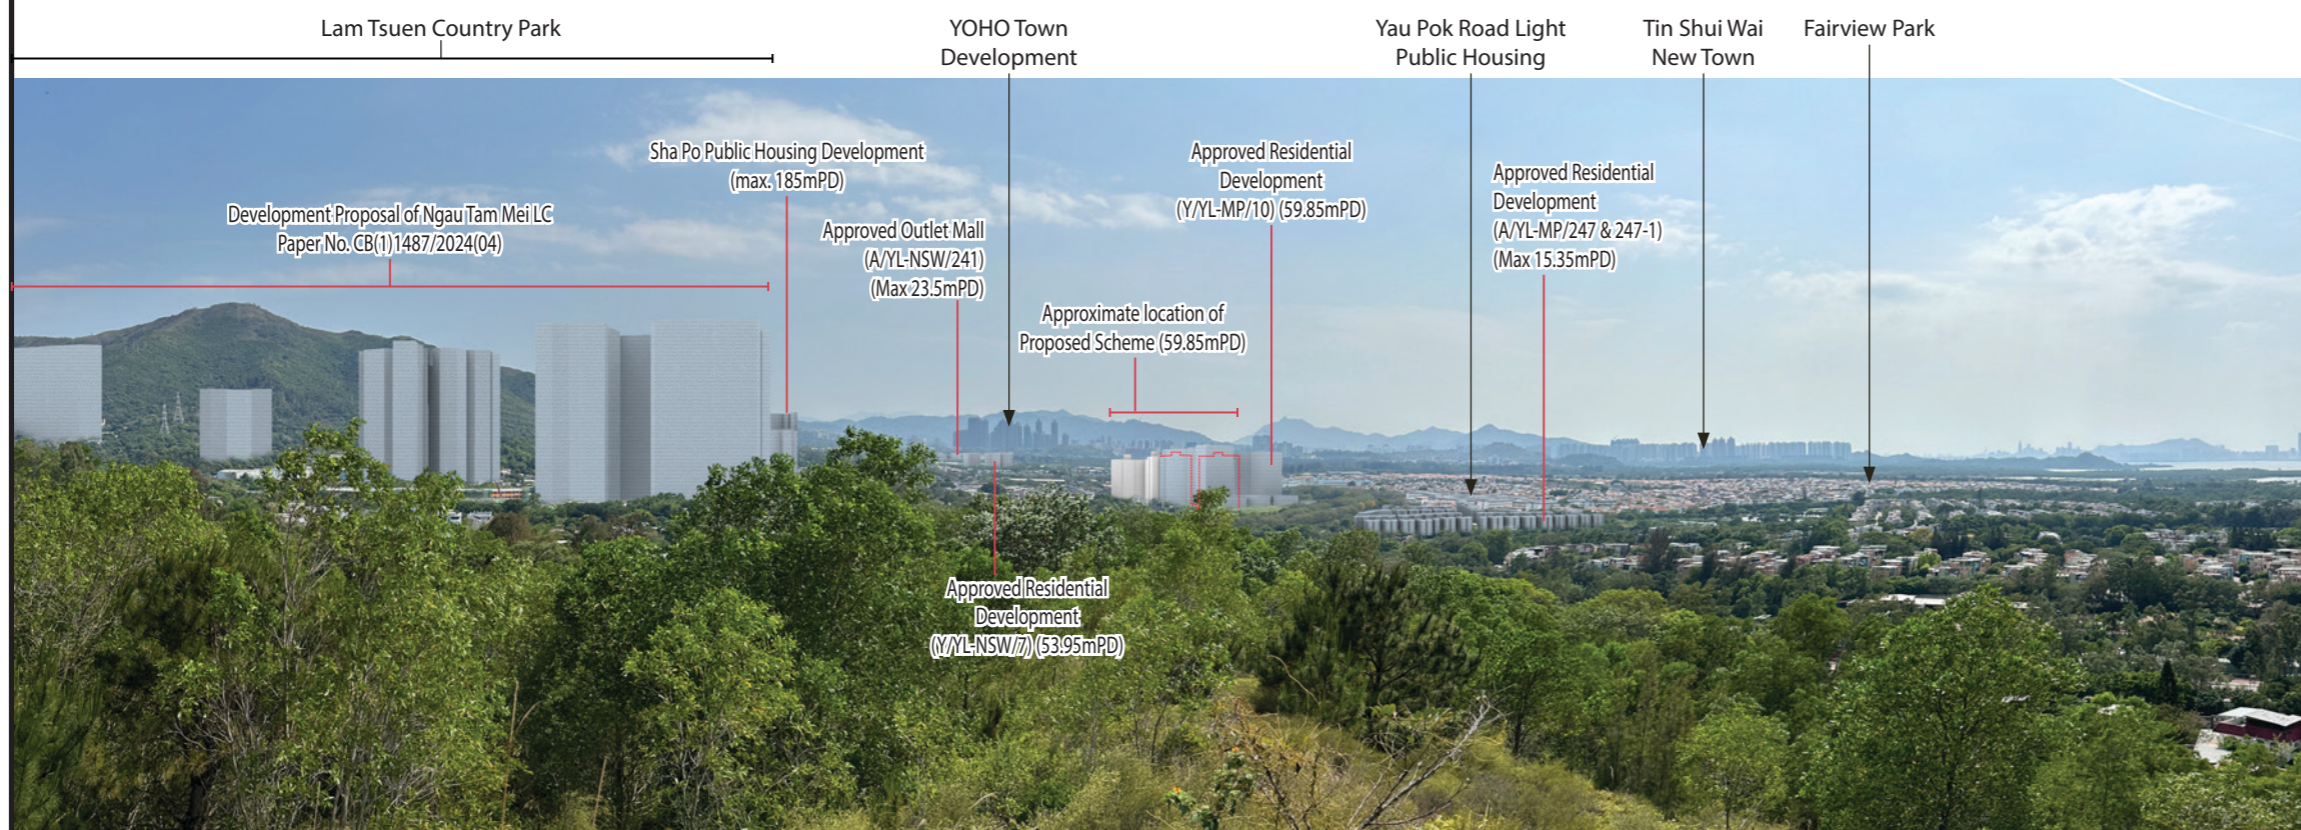 Lam Tsuen Country Park
YOHO Town
Development
Yau Pok Road Light
Public Housing
Tin Shui Wai
New Town
Fairview Park
Sha Po Public Housing Development
(max. 185mPD)
Approved Residential
Development
(Y/YL-MP/10) (59.85mPD)
Approved Residential
Development
(A/YL-MP/247 & 247-1)
(Max 15.35mPD)
Development Proposal of Ngau Tam Mei LC
Paper No. CB(1)1487/2024(04)
Approved Outlet Mall
(A/YL-NSW/241)
(Max 23.5mPD)
Approximate location of
Proposed Scheme (59.85mPD)
Approved Residential
Development
(Y/YL-NSW/7) (53.95mPD)